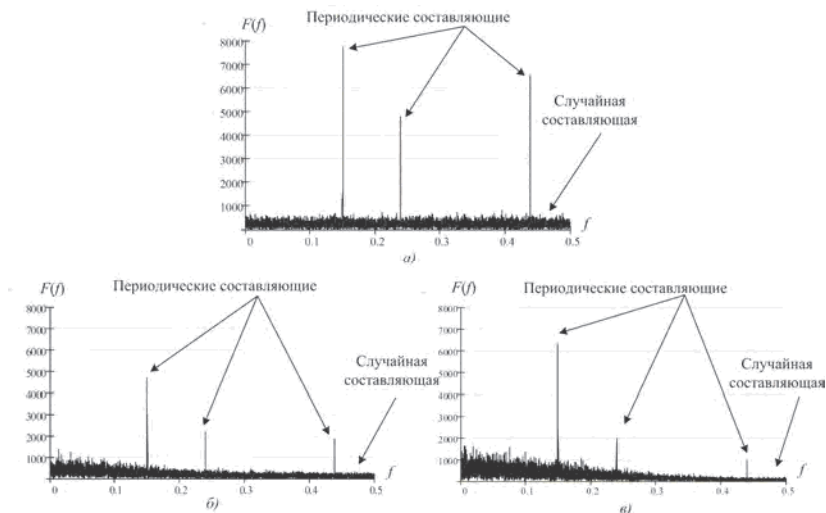 F(f)
Периодические составляющие
8000
7000
6000
5000
4000
3000
2000
1000
Случайная
составляющая
f
0
0.1
0.2
0.3
0.4
0.5
а)
F(f)
Периодические составляющие
8000
7000
6000
5000
4000
3000
2000
1000
Случайная
составляющая
f
0
0.1
0.2
0.3
0.4
0.5
б)
F(f)
Периодические составляющие
8000
7000
6000
5000
4000
3000
2000
1000
Случайная
составляющая
f
0
0.1
0.2
0.3
0.4
0.5
в)